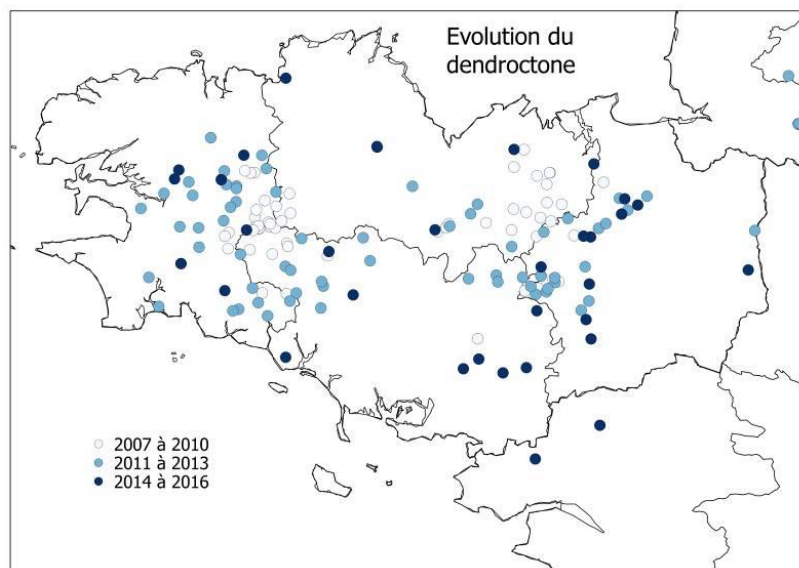 Evolution du
dendroctone
2007 à 2010
2011 à 2013
2014 à 2016